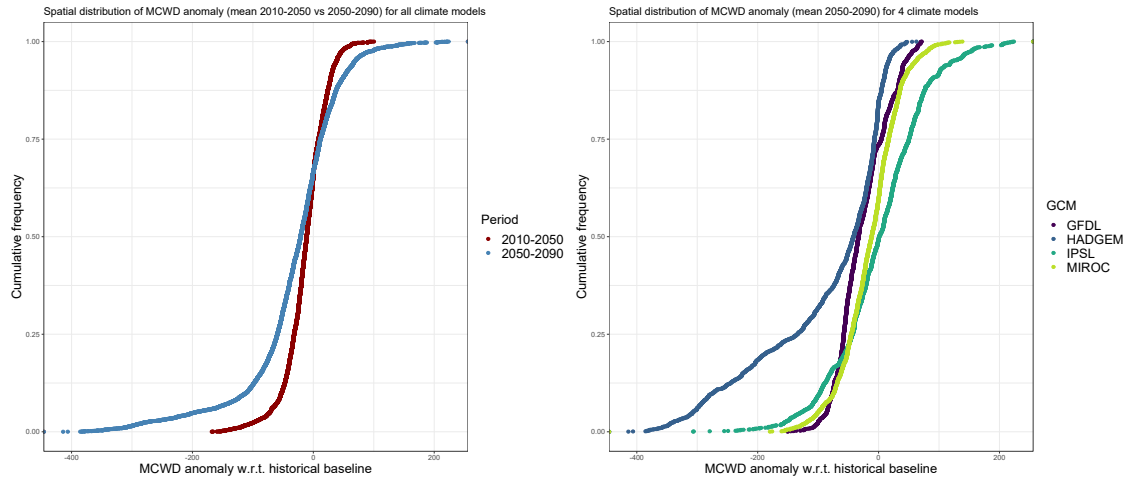 Spatial distribution of MCWD anomaly (mean 2010-2050 vs 2050-2090) for all climate models
1.00
0.75
0.50
0.25
0.00
Cumulative frequency
-400
-200
0
200
MCWD anomaly w.r.t. historical baseline
Period
2010-2050
2050-2090
Spatial distribution of MCWD anomaly (mean 2050-2090) for 4 climate models
1.00
0.75
0.50
0.25
0.00
Cumulative frequency
-400
-200
0
200
MCWD anomaly w.r.t. historical baseline
GCM
GFDL
HADGEM
IPSL
MIROC